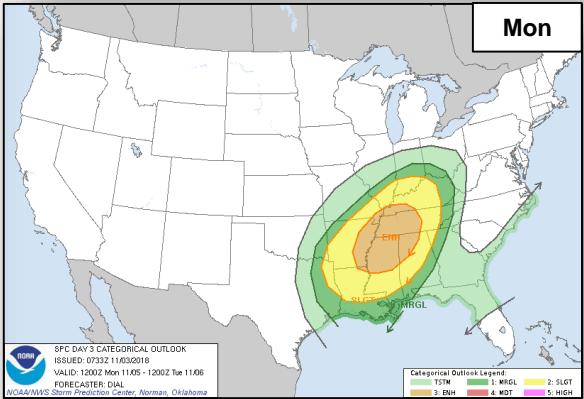 Mon
ENH
SLGT
MRGL
SPC DAY 3 CATEGORICAL OUTLOOK
ISSUED: 0733Z 11/03/2018
VALID: 1200Z Mon 11/05 - 1200Z Tue 11/06
FORECASTER: DIAL
NOAA/NWS Storm Prediction Center, Norman, Oklahoma
NOAA
Categorical Outlook Legend:
TSTM 1: MRGL 2: SLGT
3: ENH 4: MDT 5: HIGH